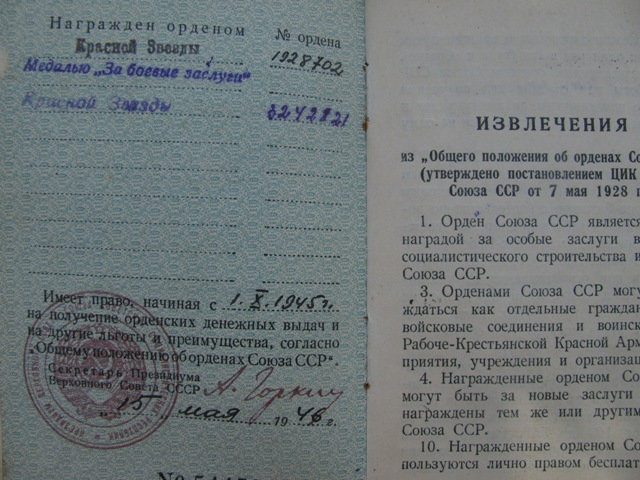 Награжден орденом
№ ордена
Красной Звезды
1928702
Медалью „За боевые заслуги"
Красной Звезды
3242821
Имеет право, начиная с 1. X. 1945 г.
на получение орденских денежных выдач и
на другие льготы и преимущества, согласно
„Общему положению об орденах Союза ССР".
Секретарь Президиума
Верховного Совета СССР
А. Горкин
„15" мая 1946 г.
ИЗВЛЕЧЕНИЯ
из „Общего положения об орденах Со
(утверждено постановлением ЦИК
Союза ССР от 7 мая 1928 г
1. Орден Союза ССР является
наградой за особые заслуги в
социалистического строительства и
Союза ССР.
3. Орденами Союза ССР могу
ждаться как отдельные граждан
войсковые соединения и воинск
Рабоче-Крестьянской Красной Арм
приятия, учреждения и организац
4. Награжденные орденом Со
могут быть за новые заслуги
награждены тем же или другим
Союза ССР.
10. Награжденные орденом Со
пользуются лично правом бесплат